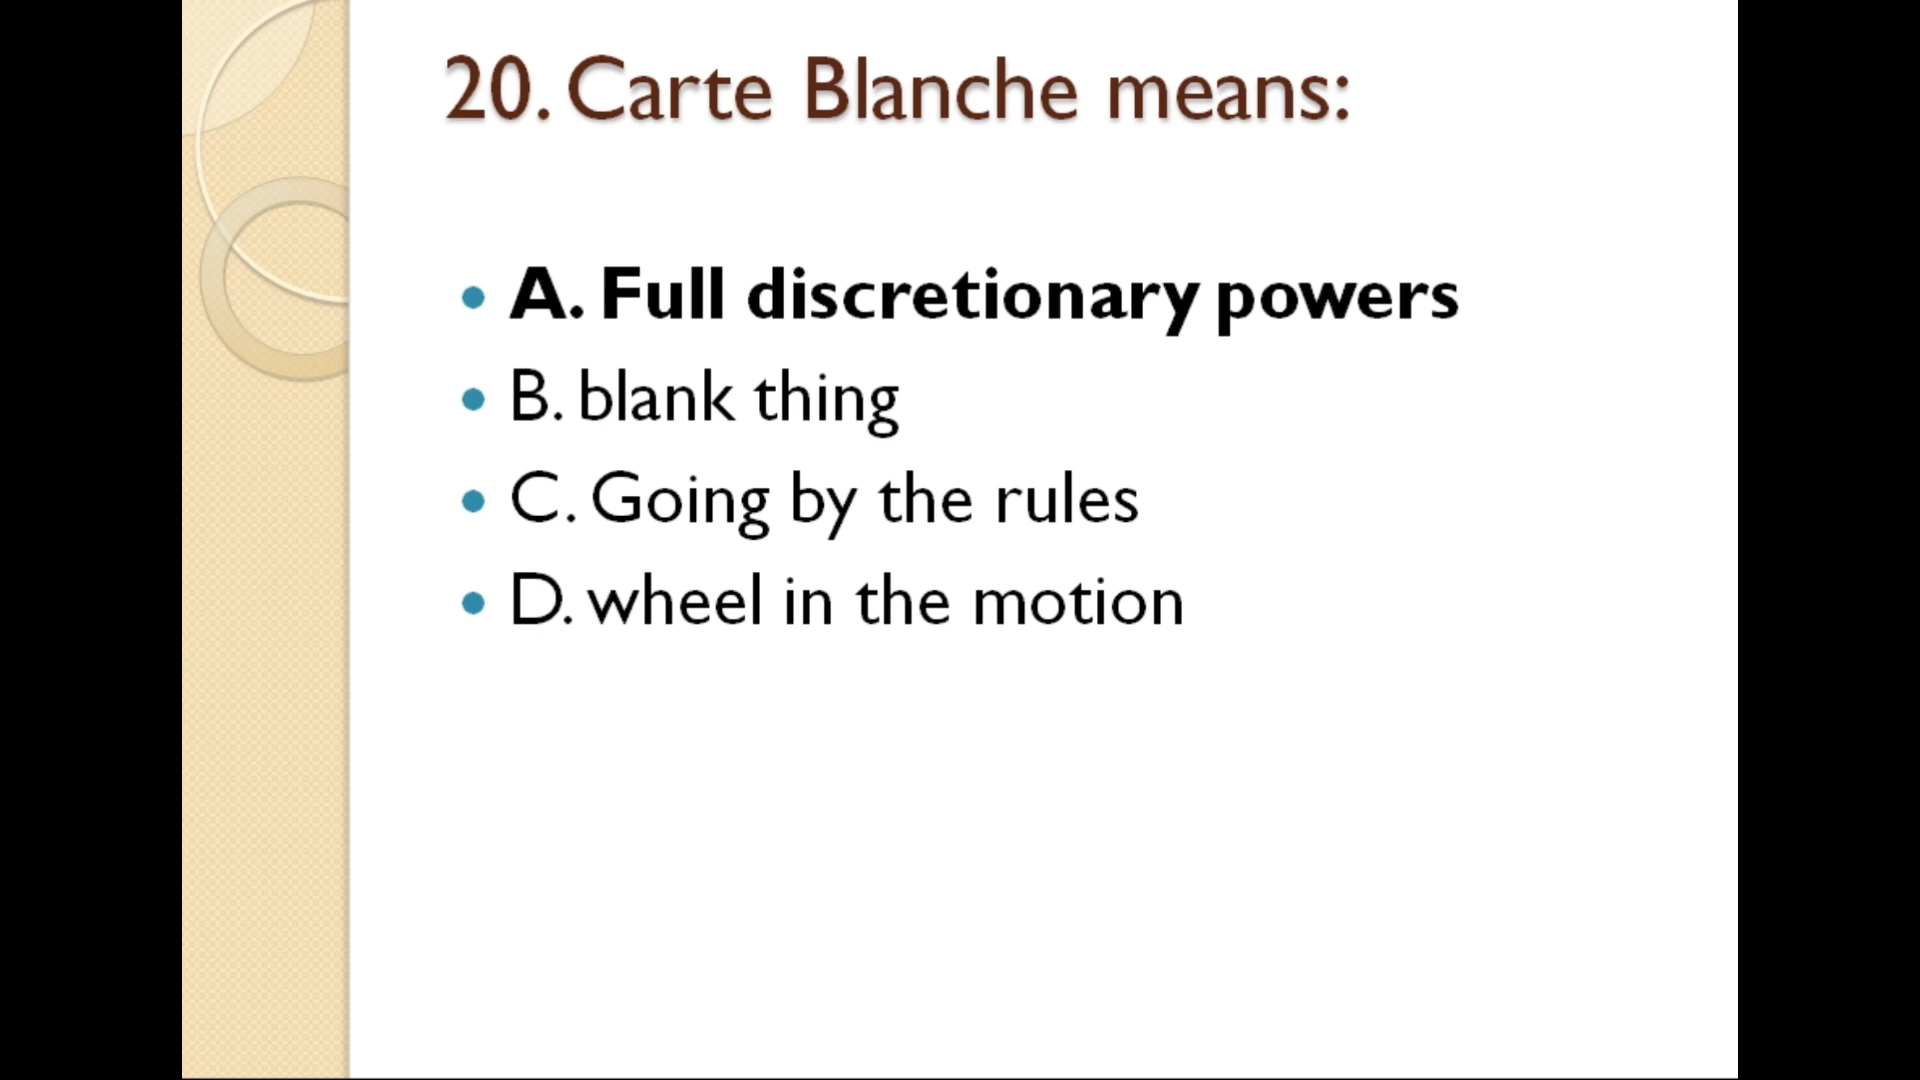 20. Carte Blanche means:
• A. Full discretionary powers
• B. blank thing
• C. Going by the rules
• D. wheel in the motion